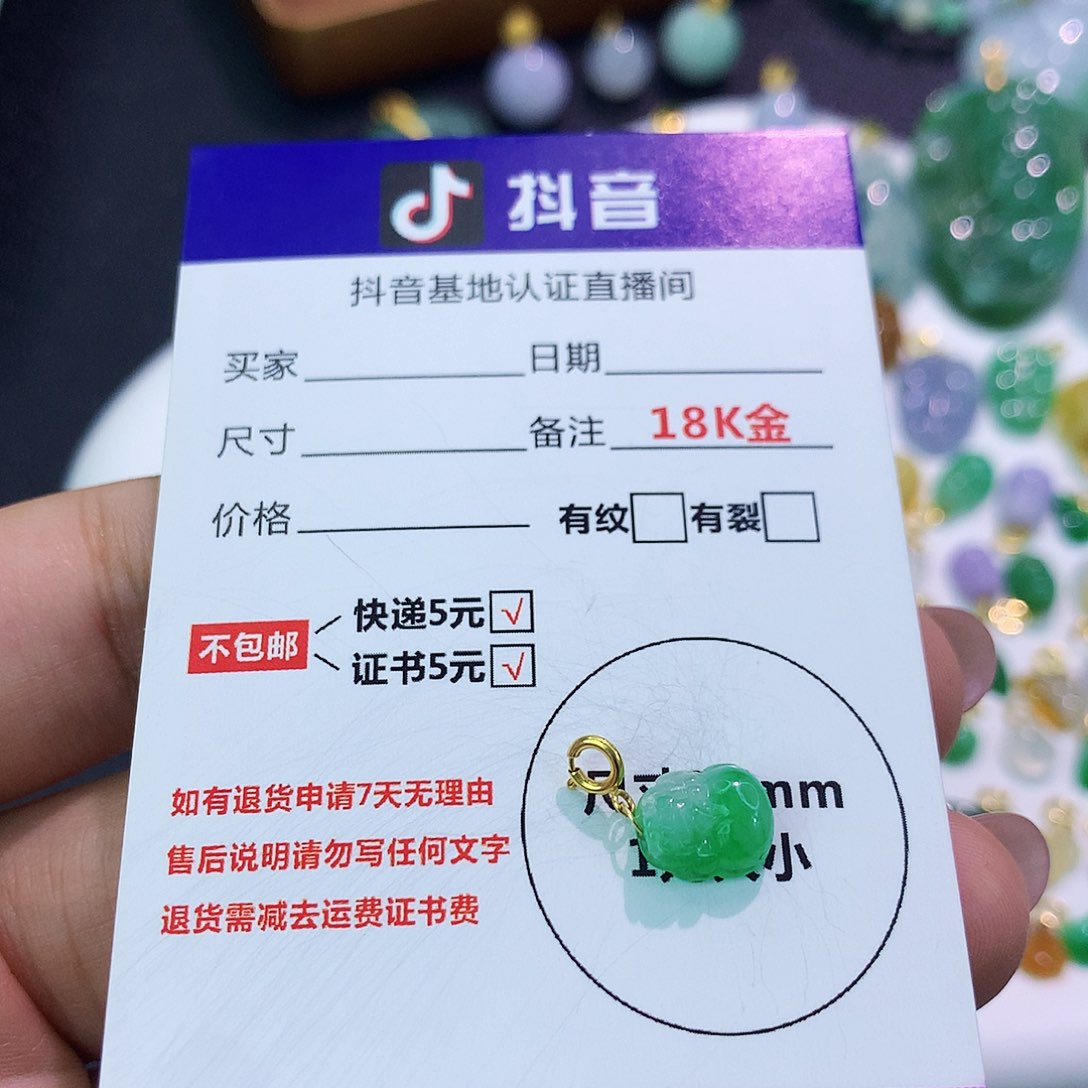 抖音
抖音基地认证直播间
买家 日期
尺寸 备注 18K金
价格 有纹 有裂
不包邮
快递5元 √
证书5元 √
如有退货申请7天无理由
售后说明请勿写任何文字
退货需减去运费证书费
mm
小